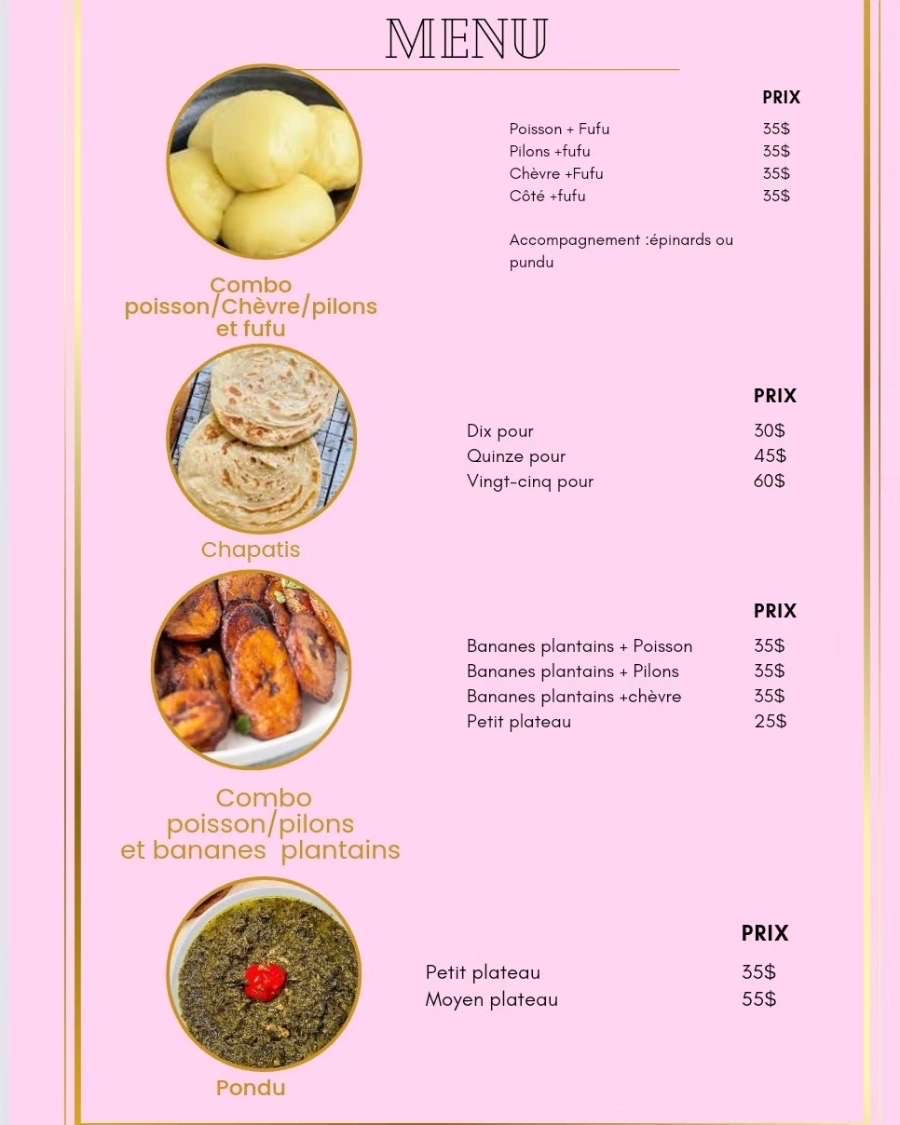 MENU
PRIX
Poisson + Fufu 35$
Pilons +fufu 35$
Chèvre +Fufu 35$
Côté +fufu 35$
Accompagnement :épinards ou
pundu
Combo
poisson/Chèvre/pilons
et fufu
PRIX
Dix pour 30$
Quinze pour 45$
Vingt-cinq pour 60$
Chapatis
PRIX
Bananes plantains + Poisson 35$
Bananes plantains + Pilons 35$
Bananes plantains +chèvre 35$
Petit plateau 25$
Combo
poisson/pilons
et bananes plantains
PRIX
Petit plateau 35$
Moyen plateau 55$
Pondu